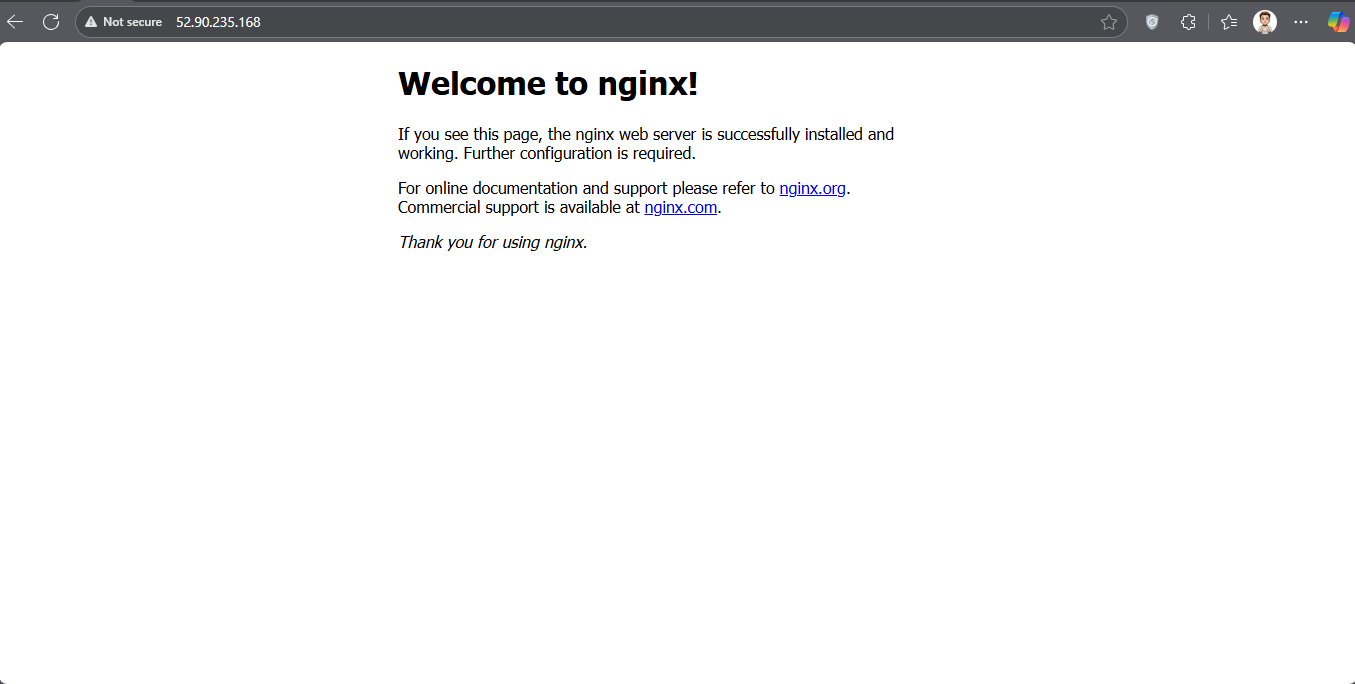 Not secure 52.90.235.168
Welcome to nginx!
If you see this page, the nginx web server is successfully installed and
working. Further configuration is required.
For online documentation and support please refer to nginx.org.
Commercial support is available at nginx.com.
Thank you for using nginx.